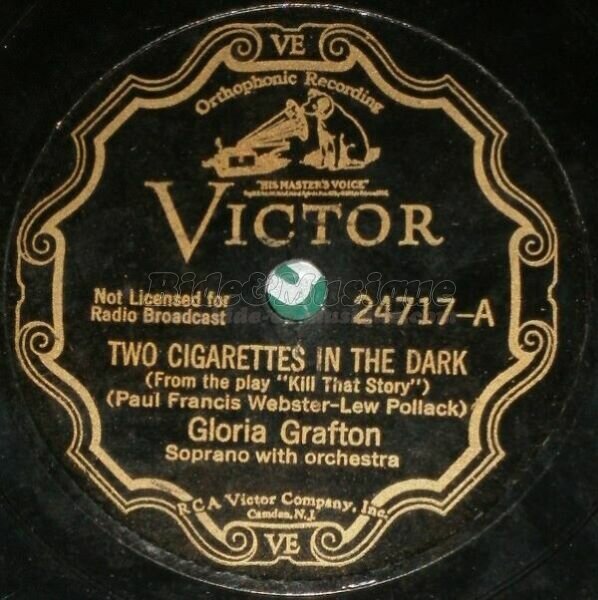 VE
Orthophonic Recording
"HIS MASTER'S VOICE"
VICTOR
Bide&Musique
Not Licensed for
Radio Broadcast
24717-A
TWO CIGARETTES IN THE DARK
(From the play "Kill That Story")
(Paul Francis Webster-Lew Pollack)
Gloria Grafton
Soprano with orchestra
RCA Victor Company, Inc.
Camden, N.J.
VE